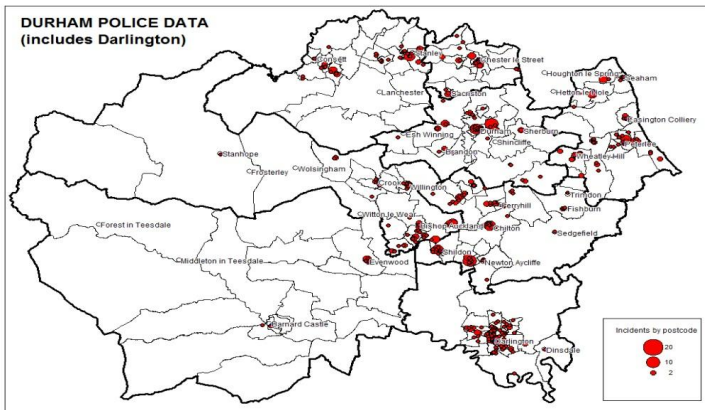 DURHAM POLICE DATA
(includes Darlington)
Consett
Stanley
Chester le Street
Houghton le Spring
Seaham
Lanchester
Sacriston
Hetton le Hole
Easington Colliery
Esh Winning
Durham
Sherburn
Shincliffe
Peterlee
Brandon
Wheatley Hill
Stanhope
Frosterley
Wolsingham
Crook
Willington
Trimdon
Ferryhill
Fishburn
Witton le Wear
Bishop Auckland
Chilton
Sedgefield
Forest in Teesdale
Middleton in Teesdale
Evenwood
Shildon
Newton Aycliffe
Barnard Castle
Darlington
Dinsdale
Incidents by postcode
20
10
2